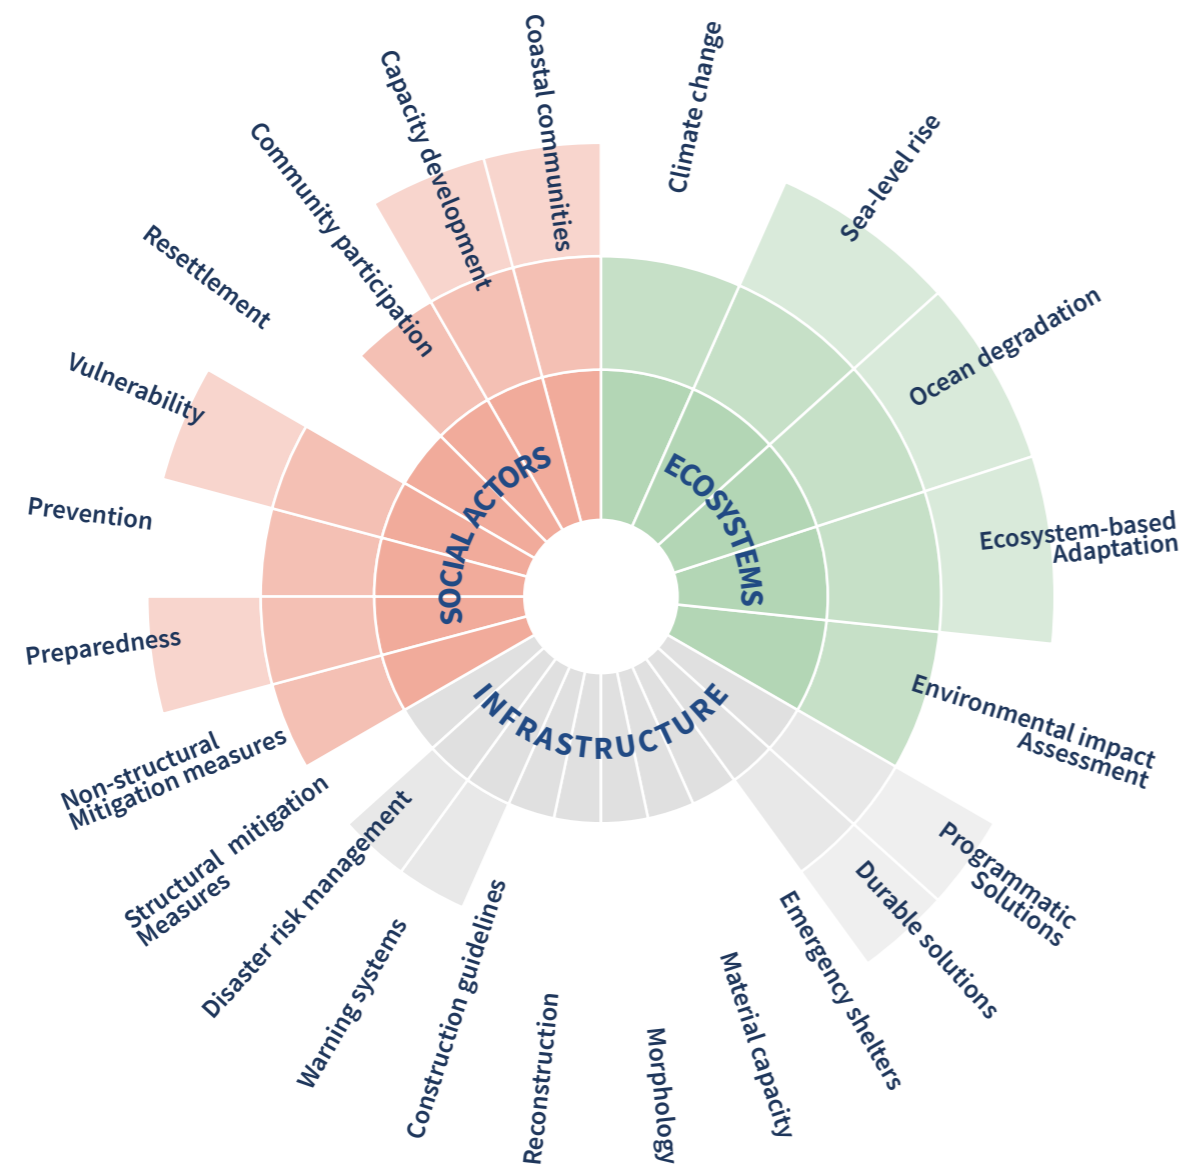 Coastal communities
Climate change
Sea-level rise
Ocean degradation
Ecosystem-based
Adaptation
Environmental impact
Assessment
Programmatic
Solutions
Durable solutions
Emergency shelters
Material capacity
Morphology
Reconstruction
Construction guidelines
Warning systems
Disaster risk management
Structural mitigation
Measures
Non-structural
Mitigation measures
Preparedness
Prevention
Vulnerability
Resettlement
Community participation
Capacity development
SOCIAL ACTORS
ECOSYSTEMS
INFRASTRUCTURE